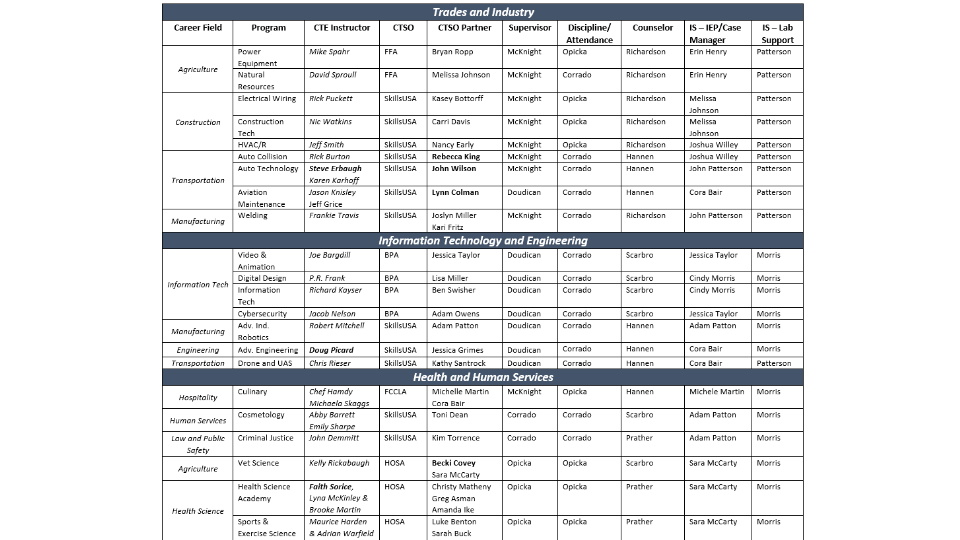 Trades and Industry
Career Field Program CTE Instructor CTSO CTSO Partner Supervisor Discipline/ Attendance Counselor IS – IEP/Case Manager IS – Lab Support
Agriculture
Power Equipment Mike Spahr FFA Bryan Ropp McKnight Opicka Richardson Erin Henry Patterson
Natural Resources David Sproull FFA Melissa Johnson McKnight Corrado Richardson Erin Henry Patterson
Construction
Electrical Wiring Rick Puckett SkillsUSA Kasey Bottorff McKnight Opicka Richardson Melissa Johnson Patterson
Construction Tech Nic Watkins SkillsUSA Carri Davis McKnight Opicka Richardson Melissa Johnson Patterson
HVAC/R Jeff Smith SkillsUSA Nancy Early McKnight Opicka Richardson Joshua Willey Patterson
Transportation
Auto Collision Rick Burton SkillsUSA Rebecca King McKnight Corrado Hannen Joshua Willey Patterson
Auto Technology Steve Erbaugh Karen Karhoff SkillsUSA John Wilson McKnight Corrado Hannen John Patterson Patterson
Aviation Maintenance Jason Knisley Jeff Grice SkillsUSA Lynn Colman Doudican Corrado Hannen Cora Bair Patterson
Manufacturing
Welding Frankie Travis SkillsUSA Joslyn Miller Kari Fritz McKnight Corrado Richardson John Patterson Patterson
Information Technology and Engineering
Information Tech
Video & Animation Joe Bargdill BPA Jessica Taylor Doudican Corrado Scarbro Jessica Taylor Morris
Digital Design P.R. Frank BPA Lisa Miller Doudican Corrado Scarbro Cindy Morris Morris
Information Tech Richard Kayser BPA Ben Swisher Doudican Corrado Scarbro Cindy Morris Morris
Cybersecurity Jacob Nelson BPA Adam Owens Doudican Corrado Scarbro Jessica Taylor Morris
Manufacturing
Adv. Ind. Robotics Robert Mitchell SkillsUSA Adam Patton Doudican Corrado Hannen Adam Patton Morris
Engineering Adv. Engineering Doug Picard SkillsUSA Jessica Grimes Doudican Corrado Hannen Cora Bair Morris
Transportation Drone and UAS Chris Rieser SkillsUSA Kathy Santrock Doudican Corrado Hannen Cora Bair Patterson
Health and Human Services
Hospitality
Culinary Chef Hamdy Michaela Skaggs FCCLA Michelle Martin Cora Bair McKnight Opicka Hannen Michele Martin Morris
Human Services
Cosmetology Abby Barrett Emily Sharpe SkillsUSA Toni Dean Corrado Corrado Scarbro Adam Patton Morris
Law and Public Safety
Criminal Justice John Demmitt SkillsUSA Kim Torrence Corrado Corrado Prather Adam Patton Morris
Agriculture
Vet Science Kelly Rickabaugh HOSA Becki Covey Sara McCarty Opicka Opicka Scarbro Sara McCarty Morris
Health Science
Health Science Academy Faith Sorice, Lyna McKinley & Brooke Martin HOSA Christy Matheny Greg Asman Amanda Ike Opicka Opicka Prather Sara McCarty Morris
Sports & Exercise Science Maurice Harden & Adrian Warfield HOSA Luke Benton Sarah Buck Opicka Opicka Prather Sara McCarty Morris